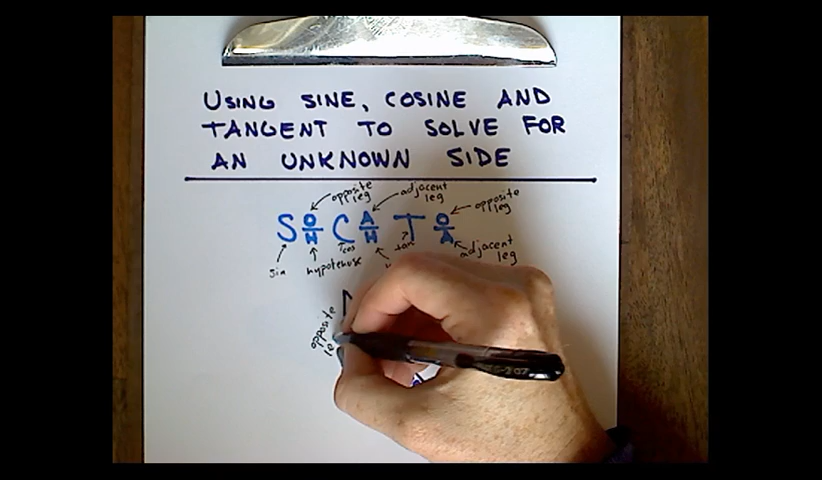 USING SINE, COSINE AND
TANGENT TO SOLVE FOR
AN UNKNOWN SIDE
opposite leg adjacent leg opposite leg
S O/H C A/H T O/A
sin hypotenuse cos tan adjacent leg
opposite
le